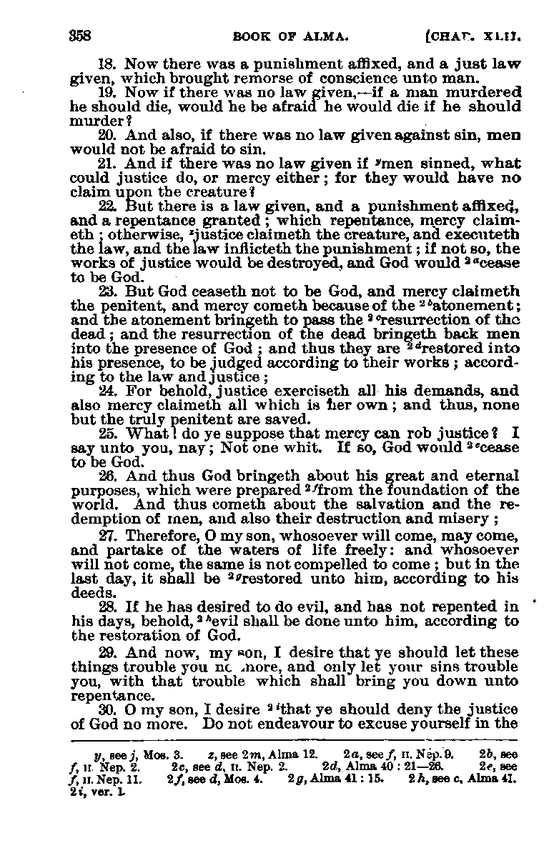 358 BOOK OF ALMA. [CHAP. XLII.
18. Now there was a punishment affixed, and a just law
given, which brought remorse of conscience unto man.
19. Now if there was no law given,—if a man murdered
he should die, would he be afraid he would die if he should
murder?
20. And also, if there was no law given against sin, men
would not be afraid to sin.
21. And if there was no law given if ʸmen sinned, what
could justice do, or mercy either; for they would have no
claim upon the creature?
22. But there is a law given, and a punishment affixed,
and a repentance granted; which repentance, mercy claim-
eth; otherwise, ᶻjustice claimeth the creature, and executeth
the law, and the law inflicteth the punishment; if not so, the
works of justice would be destroyed, and God would ²ᵃcease
to be God.
23. But God ceaseth not to be God, and mercy claimeth
the penitent, and mercy cometh because of the ²ᵇatonement;
and the atonement bringeth to pass the ²ᶜresurrection of the
dead; and the resurrection of the dead bringeth back men
into the presence of God; and thus they are ²ᵈrestored into
his presence, to be judged according to their works; accord-
ing to the law and justice;
24. For behold, justice exerciseth all his demands, and
also mercy claimeth all which is her own; and thus, none
but the truly penitent are saved.
25. What! do ye suppose that mercy can rob justice? I
say unto you, nay; Not one whit. If so, God would ²ᵉcease
to be God.
26. And thus God bringeth about his great and eternal
purposes, which were prepared ²ᶠfrom the foundation of the
world. And thus cometh about the salvation and the re-
demption of men, and also their destruction and misery;
27. Therefore, O my son, whosoever will come, may come,
and partake of the waters of life freely: and whosoever
will not come, the same is not compelled to come; but in the
last day, it shall be ²ᵍrestored unto him, according to his
deeds.
28. If he has desired to do evil, and has not repented in
his days, behold, ²ʰevil shall be done unto him, according to
the restoration of God.
29. And now, my son, I desire that ye should let these
things trouble you no more, and only let your sins trouble
you, with that trouble which shall bring you down unto
repentance.
30. O my son, I desire ²ⁱthat ye should deny the justice
of God no more. Do not endeavour to excuse yourself in the
y, see j, Mos. 3. z, see 2m, Alma 12. 2a, see f, II. Nep. 9. 2b, see
f, II. Nep. 2. 2c, see d, II. Nep. 2. 2d, Alma 40 : 21—26. 2e, see
f, II. Nep. 11. 2f, see d, Mos. 4. 2g, Alma 41 : 15. 2h, see c, Alma 41.
2i, ver. 1.